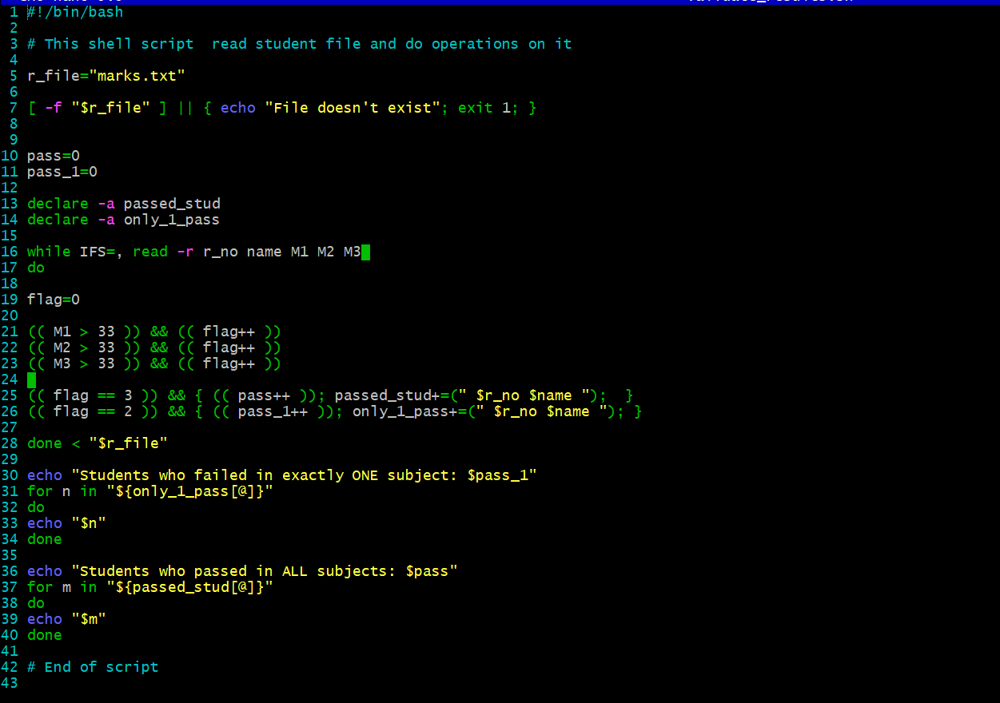 1 #!/bin/bash
2
3 # This shell script  read student file and do operations on it
4
5 r_file="marks.txt"
6
7 [ -f "$r_file" ] || { echo "File doesn't exist"; exit 1; }
8
9
10 pass=0
11 pass_1=0
12
13 declare -a passed_stud
14 declare -a only_1_pass
15
16 while IFS=, read -r r_no name M1 M2 M3
17 do
18
19 flag=0
20
21 (( M1 > 33 )) && (( flag++ ))
22 (( M2 > 33 )) && (( flag++ ))
23 (( M3 > 33 )) && (( flag++ ))
24
25 (( flag == 3 )) && { (( pass++ )); passed_stud+=(" $r_no $name ");  }
26 (( flag == 2 )) && { (( pass_1++ )); only_1_pass+=(" $r_no $name "); }
27
28 done < "$r_file"
29
30 echo "Students who failed in exactly ONE subject: $pass_1"
31 for n in "${only_1_pass[@]}"
32 do
33 echo "$n"
34 done
35
36 echo "Students who passed in ALL subjects: $pass"
37 for m in "${passed_stud[@]}"
38 do
39 echo "$m"
40 done
41
42 # End of script
43